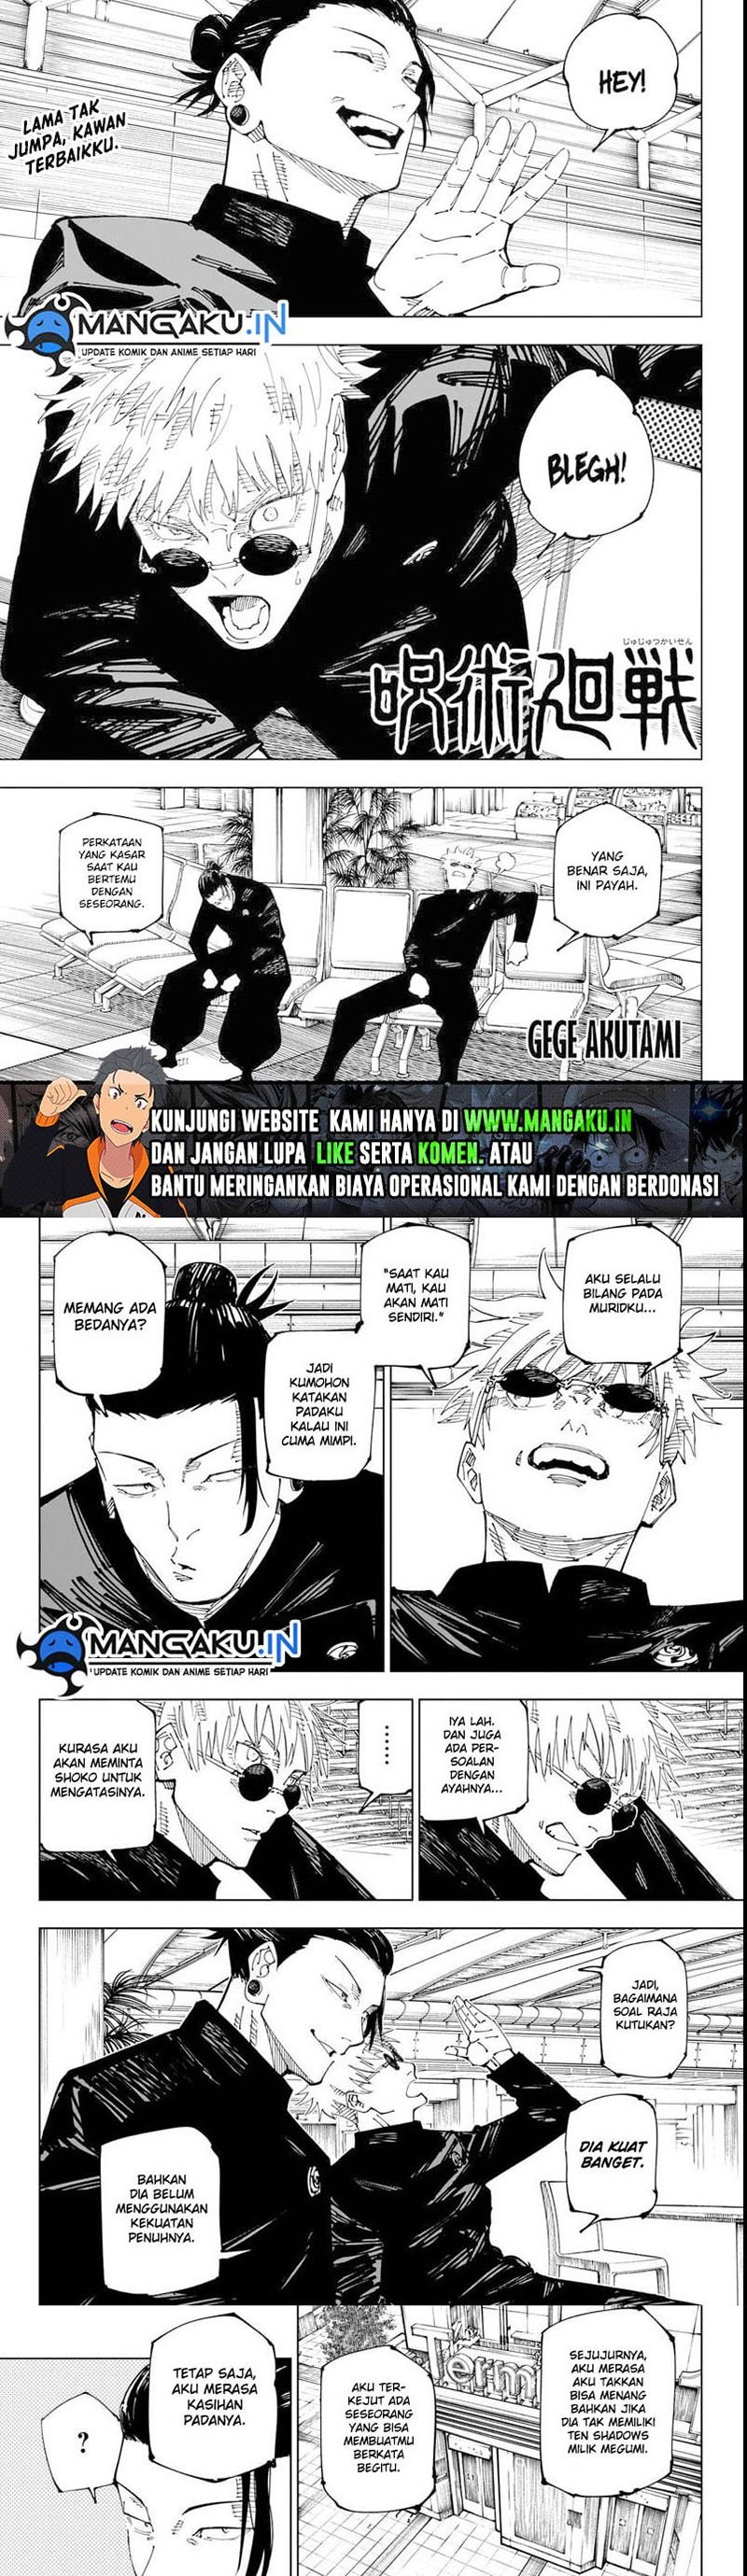 HEY!
LAMA TAK
JUMPA, KAWAN
TERBAIKKU.
MANGAKU.IN
UPDATE KOMIK DAN ANIME SETIAP HARI
BLEGH!
じゅじゅつかいせん
呪術廻戦
YANG
BENAR SAJA,
INI PAYAH.
PERKATAAN
YANG KASAR
SAAT KAU
BERTEMU
DENGAN
SESEORANG.
GEGE AKUTAMI
KUNJUNGI WEBSITE KAMI HANYA DI WWW.MANGAKU.IN
DAN JANGAN LUPA LIKE SERTA KOMEN. ATAU
BANTU MERINGANKAN BIAYA OPERASIONAL KAMI DENGAN BERDONASI
AKU SELALU
BILANG PADA
MURIDKU...
"SAAT KAU
MATI, KAU
AKAN MATI
SENDIRI."
JADI
KUMOHON
KATAKAN
PADAKU
KALAU INI
CUMA MIMPI.
MEMANG ADA
BEDANYA?
MANGAKU.IN
UPDATE KOMIK DAN ANIME SETIAP HARI
IYA LAH.
DAN JUGA
ADA PER-
SOALAN
DENGAN
AYAHNYA...
......
KURASA AKU
AKAN MEMINTA
SHOKO UNTUK
MENGATASINYA.
JADI,
BAGAIMANA
SOAL RAJA
KUTUKAN?
DIA KUAT
BANGET.
BAHKAN
DIA BELUM
MENGGUNAKAN
KEKUATAN
PENUHNYA.
Term
SEJUJURNYA,
AKU MERASA
AKU TAKKAN
BISA MENANG
BAHKAN JIKA
DIA TAK MEMILIKI
TEN SHADOWS
MILIK MEGUMI.
AKU TER-
KEJUT ADA
SESEORANG
YANG BISA
MEMBUATMU
BERKATA
BEGITU.
TETAP SAJA,
AKU MERASA
KASIHAN
PADANYA.
?